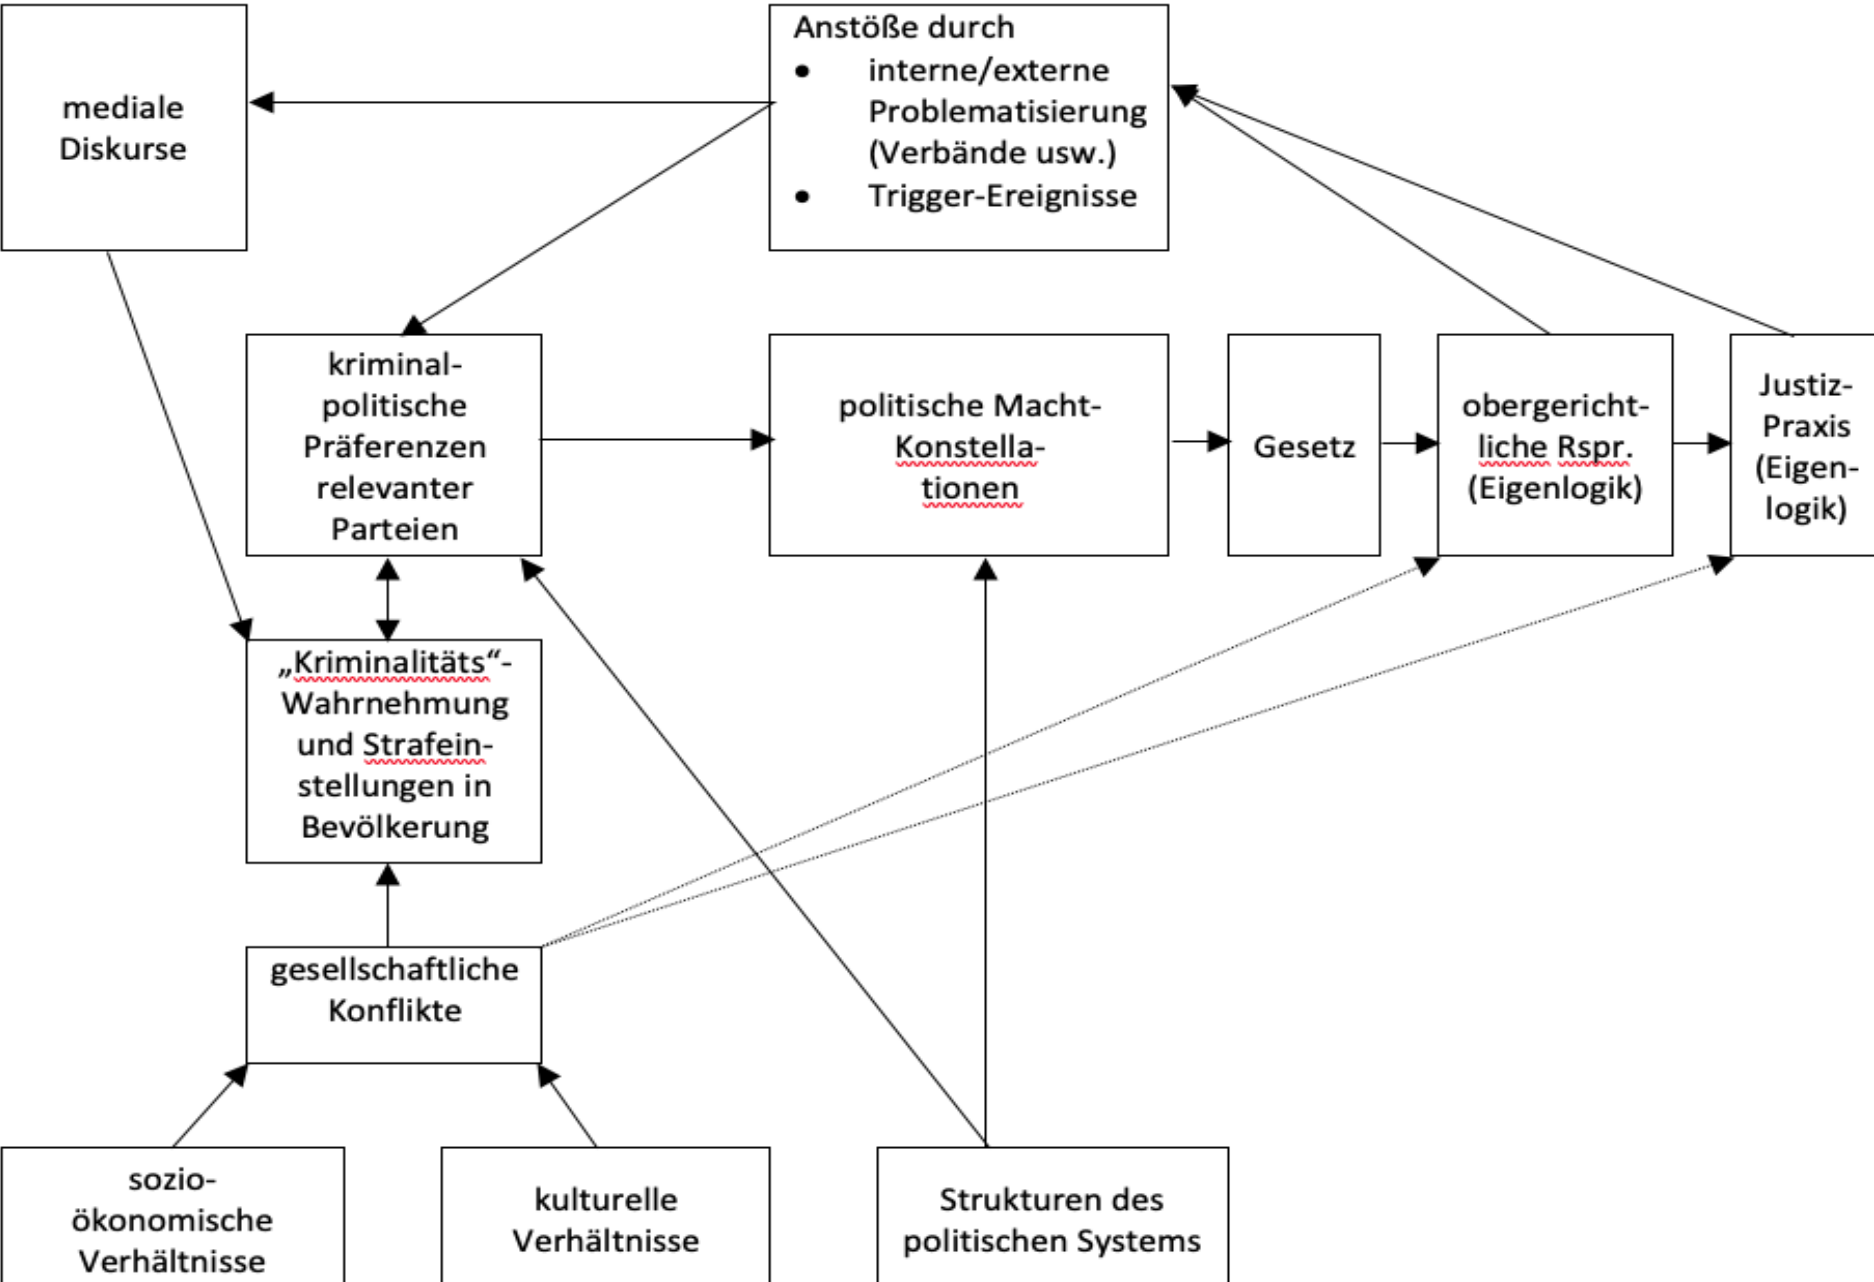 mediale
Diskurse
Anstöße durch
• interne/externe
Problematisierung
(Verbände usw.)
• Trigger-Ereignisse
kriminal-
politische
Präferenzen
relevanter
Parteien
politische Macht-
Konstella-
tionen
Gesetz
obergericht-
liche Rspr.
(Eigenlogik)
Justiz-
Praxis
(Eigen-
logik)
„Kriminalitäts“-
Wahrnehmung
und Strafein-
stellungen in
Bevölkerung
gesellschaftliche
Konflikte
sozio-
ökonomische
Verhältnisse
kulturelle
Verhältnisse
Strukturen des
politischen Systems